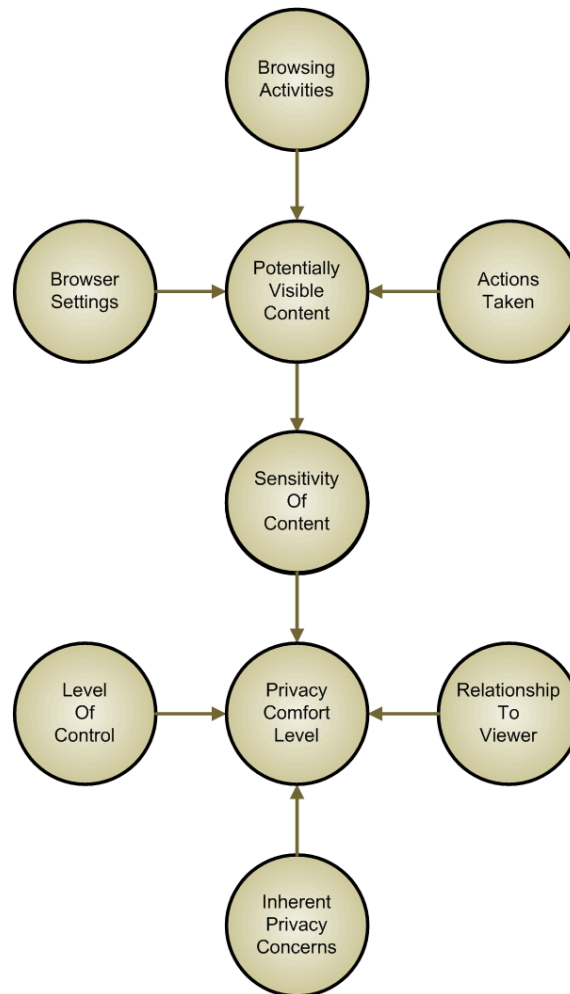 Browsing
Activities
Browser
Settings
Potentially
Visible
Content
Actions
Taken
Sensitivity
Of
Content
Level
Of
Control
Privacy
Comfort
Level
Relationship
To
Viewer
Inherent
Privacy
Concerns